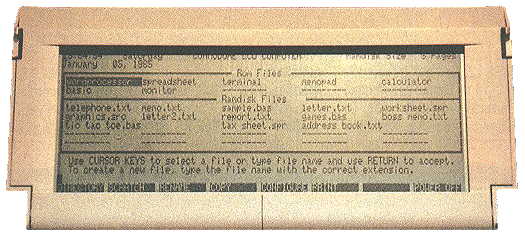 COMMODORE LCD COMPUTER Ramdisk Size 5 Pages
January 05, 1985
Rom Files
wordprocessor spreadsheet terminal memopad calculator
basic monitor
Ramdisk Files
telephone.txt memo.txt sample.bas letter.txt worksheet.spr
graphics.src letter2.txt report.txt games.bas boss memo.txt
tic tac toe.bas tax sheet.spr address book.txt
Use CURSOR KEYS to select a file or type file name and use RETURN to accept.
To create a new file, type the file name with the correct extension.
DIRECTORY SCRATCH RENAME COPY CONFIGURE PRINT POWER OFF